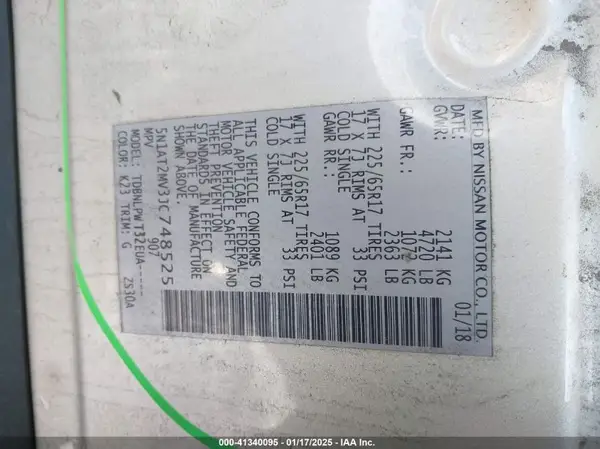 MFD BY NISSAN MOTOR CO., LTD.
DATE: 01/18
GVWR: 2141 KG
4720 LB
GAWR FR: 1072 KG
2363 LB
WITH 225/65R17 TIRES
17 X 7J RIMS AT 33 PSI
COLD SINGLE
GAWR RR: 1089 KG
2401 LB
WITH 225/65R17 TIRES
17 X 7J RIMS AT 33 PSI
COLD SINGLE
THIS VEHICLE CONFORMS TO
ALL APPLICABLE FEDERAL
MOTOR VEHICLE SAFETY AND
THEFT PREVENTION
STANDARDS IN EFFECT ON
THE DATE OF MANUFACTURE
SHOWN ABOVE.
5N1AT2MV3JC748525
MPV 907
MODEL: TDBNLPWT32EUA-----
COLOR: K23 TRIM: G ZS30A
000-41340095 | 01/17/2025 - IAA Inc. |